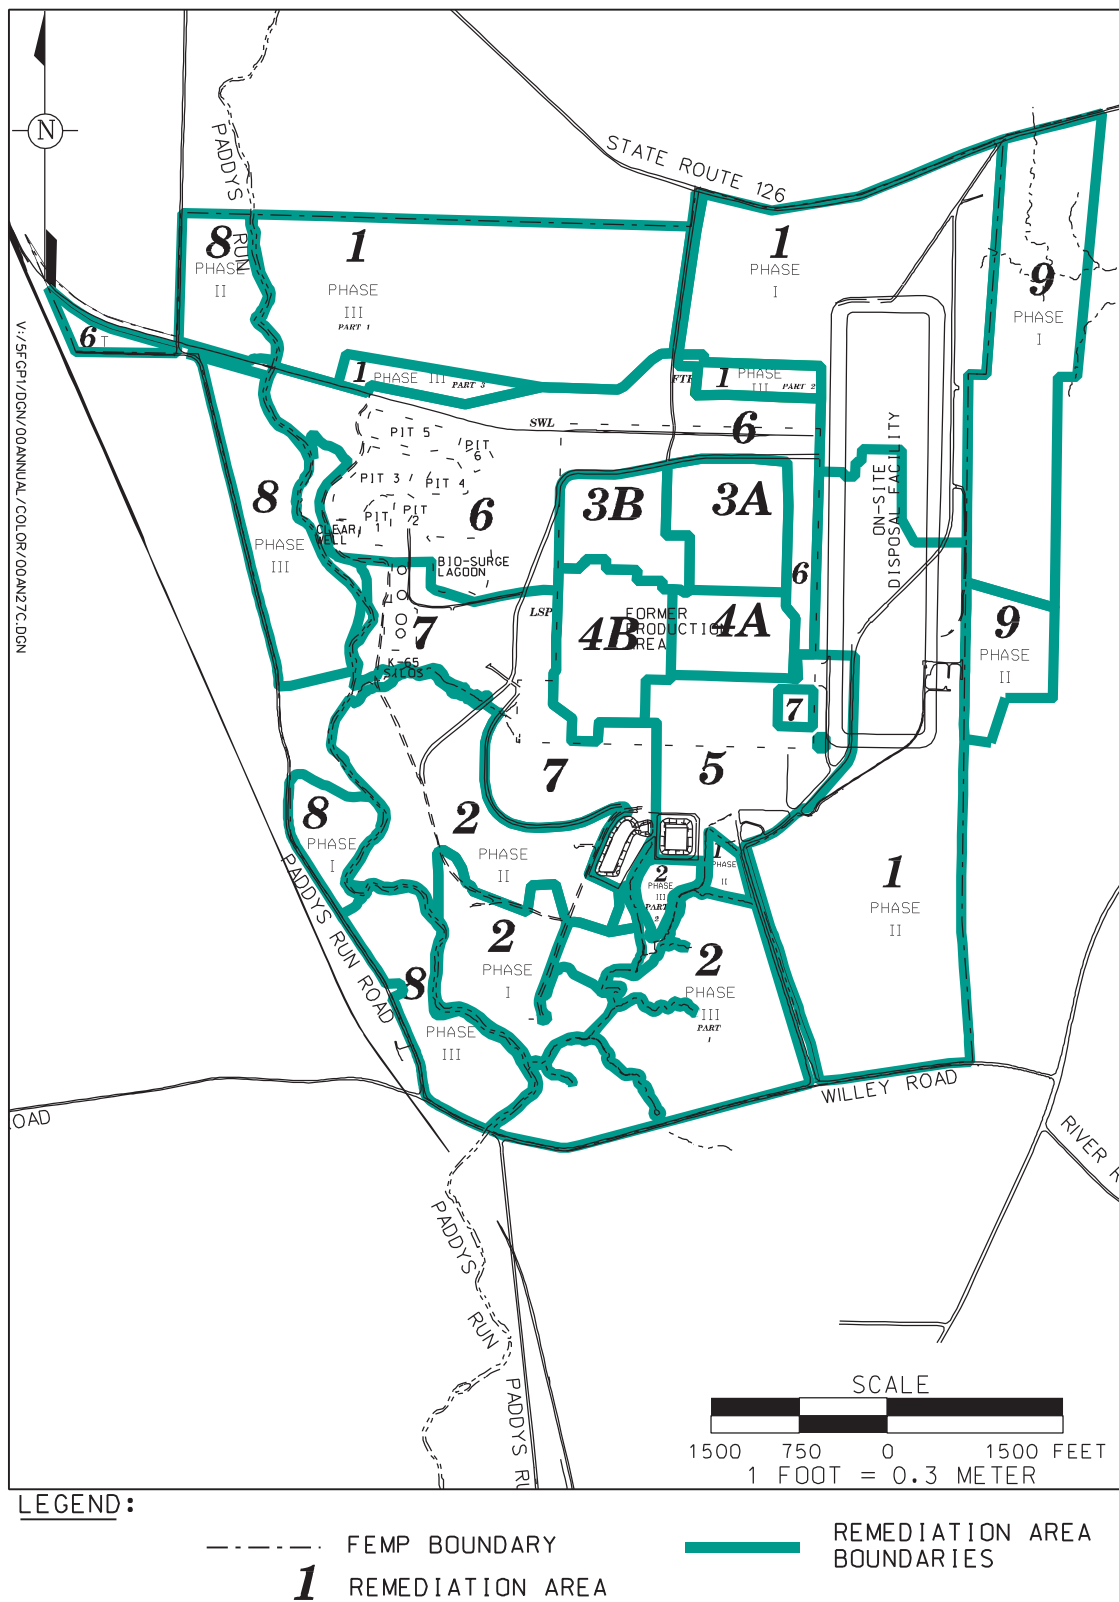 N
STATE ROUTE 126
PADDYS
RUN
8
PHASE
II
1
PHASE
III
PART 1
1
PHASE
I
9
PHASE
I
6
I
V:/5FGP1/DGN/00ANNUAL/COLOR/00AN27C.DGN
1 PHASE III PART 3
FTF
1 PHASE
III PART 2
SWL
6
PIT 5
PIT
6
PIT 3
PIT 4
PIT
1
PIT
2
6
8
PHASE
III
CLEAR
WELL
BIO-SURGE
LAGOON
3B
3A
ON-SITE
DISPOSAL FACILITY
6
LSP
7
K-65
SILOS
4B
4A
FORMER
PRODUCTION
AREA
9
PHASE
II
7
7
5
8
PHASE
I
2
PHASE
II
2
PHASE
III
PART
2
1
PHASE
II
1
PHASE
II
PADDYS RUN ROAD
2
PHASE
I
2
PHASE
III
PART
1
8
PHASE
III
WILLEY ROAD
OAD
RIVER R
PADDYS
RUN
PADDYS RU
SCALE
1500 750 0 1500 FEET
1 FOOT = 0.3 METER
LEGEND:
FEMP BOUNDARY
REMEDIATION AREA
BOUNDARIES
1 REMEDIATION AREA